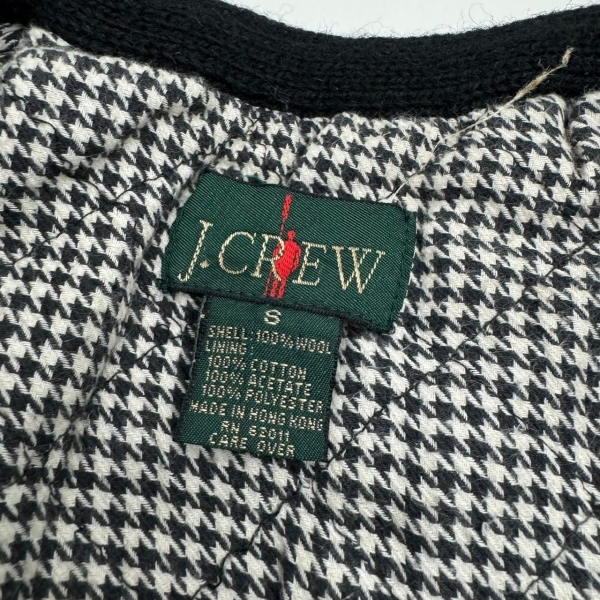 J.CREW
S
SHELL: 100% WOOL
LINING:
100% COTTON
100% ACETATE
100% POLYESTER
MADE IN HONG KONG
RN 62011
CARE OVER